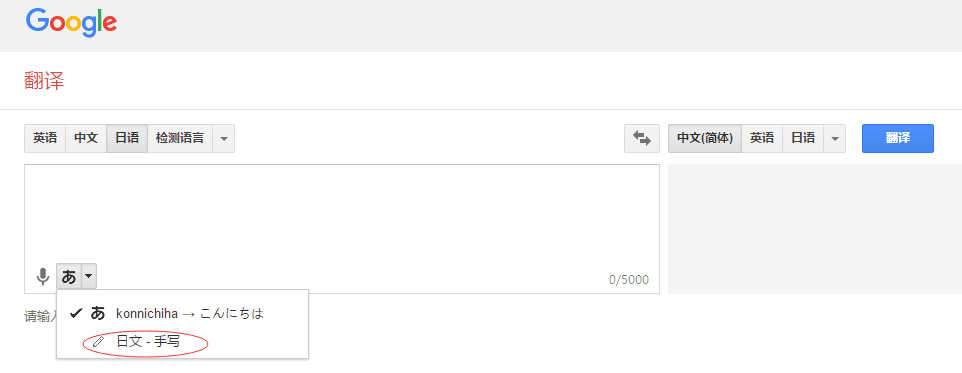 Google
翻译
英语 中文 日语 检测语言 中文(简体) 英语 日语 翻译
あ 0/5000
请输入
あ konnichiha → こんにちは
日文 - 手写